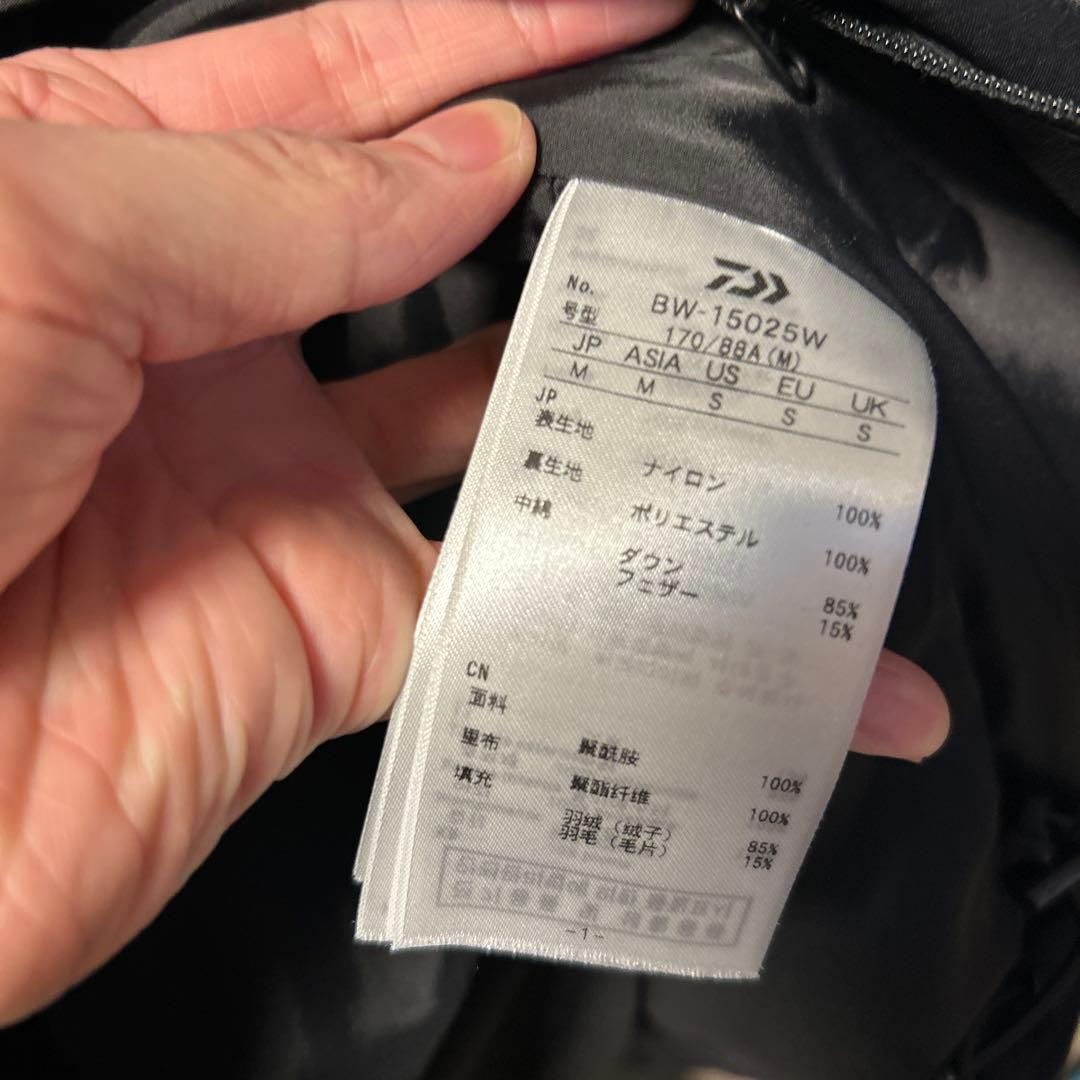 No. BW-15025W
号型 170/88A(M)
JP ASIA US EU UK
M M S S S
JP
表生地 ナイロン 100%
裏生地 ポリエステル 100%
中綿 ダウン 85%
フェザー 15%
CN
面料 聚酰胺 100%
里布 聚酯纤维 100%
填充 羽绒（绒子） 85%
羽毛（毛片） 15%
-1-